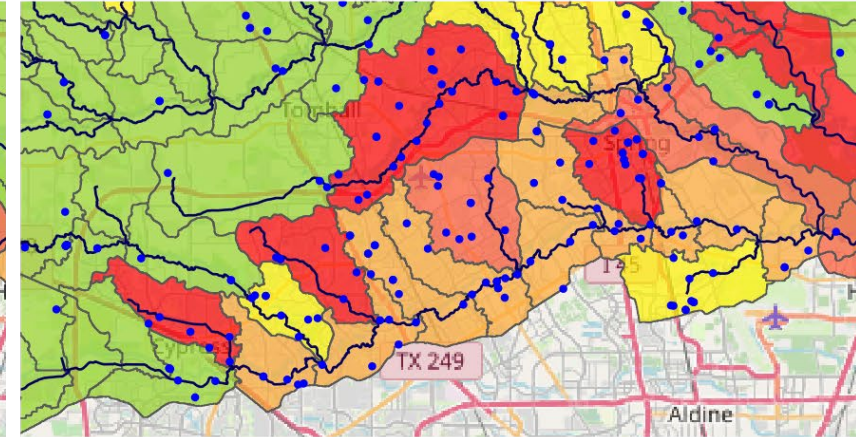 Tomball
Spring
I 45
Cypress
TX 249
Aldine
H
H